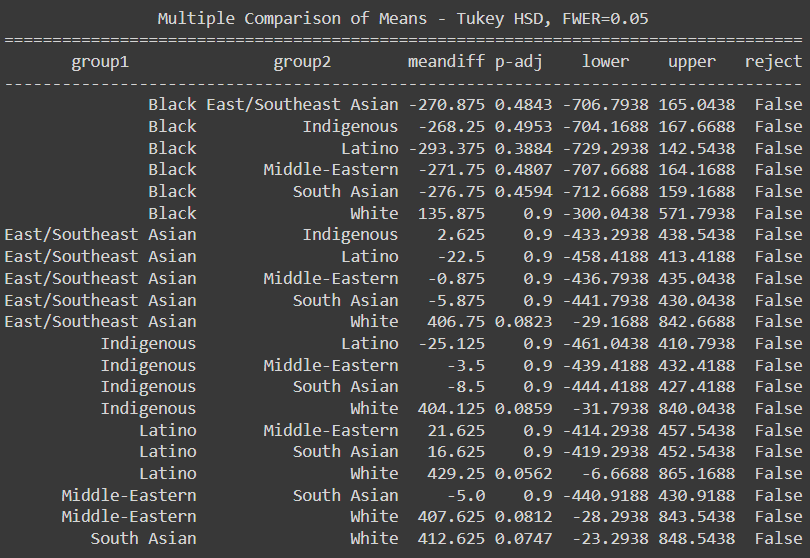 Multiple Comparison of Means - Tukey HSD, FWER=0.05
=====================================================================================
group1 group2 meandiff p-adj lower upper reject
-------------------------------------------------------------------------------------
Black East/Southeast Asian -270.875 0.4843 -706.7938 165.0438 False
Black Indigenous -268.25 0.4953 -704.1688 167.6688 False
Black Latino -293.375 0.3884 -729.2938 142.5438 False
Black Middle-Eastern -271.75 0.4807 -707.6688 164.1688 False
Black South Asian -276.75 0.4594 -712.6688 159.1688 False
Black White 135.875 0.9 -300.0438 571.7938 False
East/Southeast Asian Indigenous 2.625 0.9 -433.2938 438.5438 False
East/Southeast Asian Latino -22.5 0.9 -458.4188 413.4188 False
East/Southeast Asian Middle-Eastern -0.875 0.9 -436.7938 435.0438 False
East/Southeast Asian South Asian -5.875 0.9 -441.7938 430.0438 False
East/Southeast Asian White 406.75 0.0823 -29.1688 842.6688 False
Indigenous Latino -25.125 0.9 -461.0438 410.7938 False
Indigenous Middle-Eastern -3.5 0.9 -439.4188 432.4188 False
Indigenous South Asian -8.5 0.9 -444.4188 427.4188 False
Indigenous White 404.125 0.0859 -31.7938 840.0438 False
Latino Middle-Eastern 21.625 0.9 -414.2938 457.5438 False
Latino South Asian 16.625 0.9 -419.2938 452.5438 False
Latino White 429.25 0.0562 -6.6688 865.1688 False
Middle-Eastern South Asian -5.0 0.9 -440.9188 430.9188 False
Middle-Eastern White 407.625 0.0812 -28.2938 843.5438 False
South Asian White 412.625 0.0747 -23.2938 848.5438 False